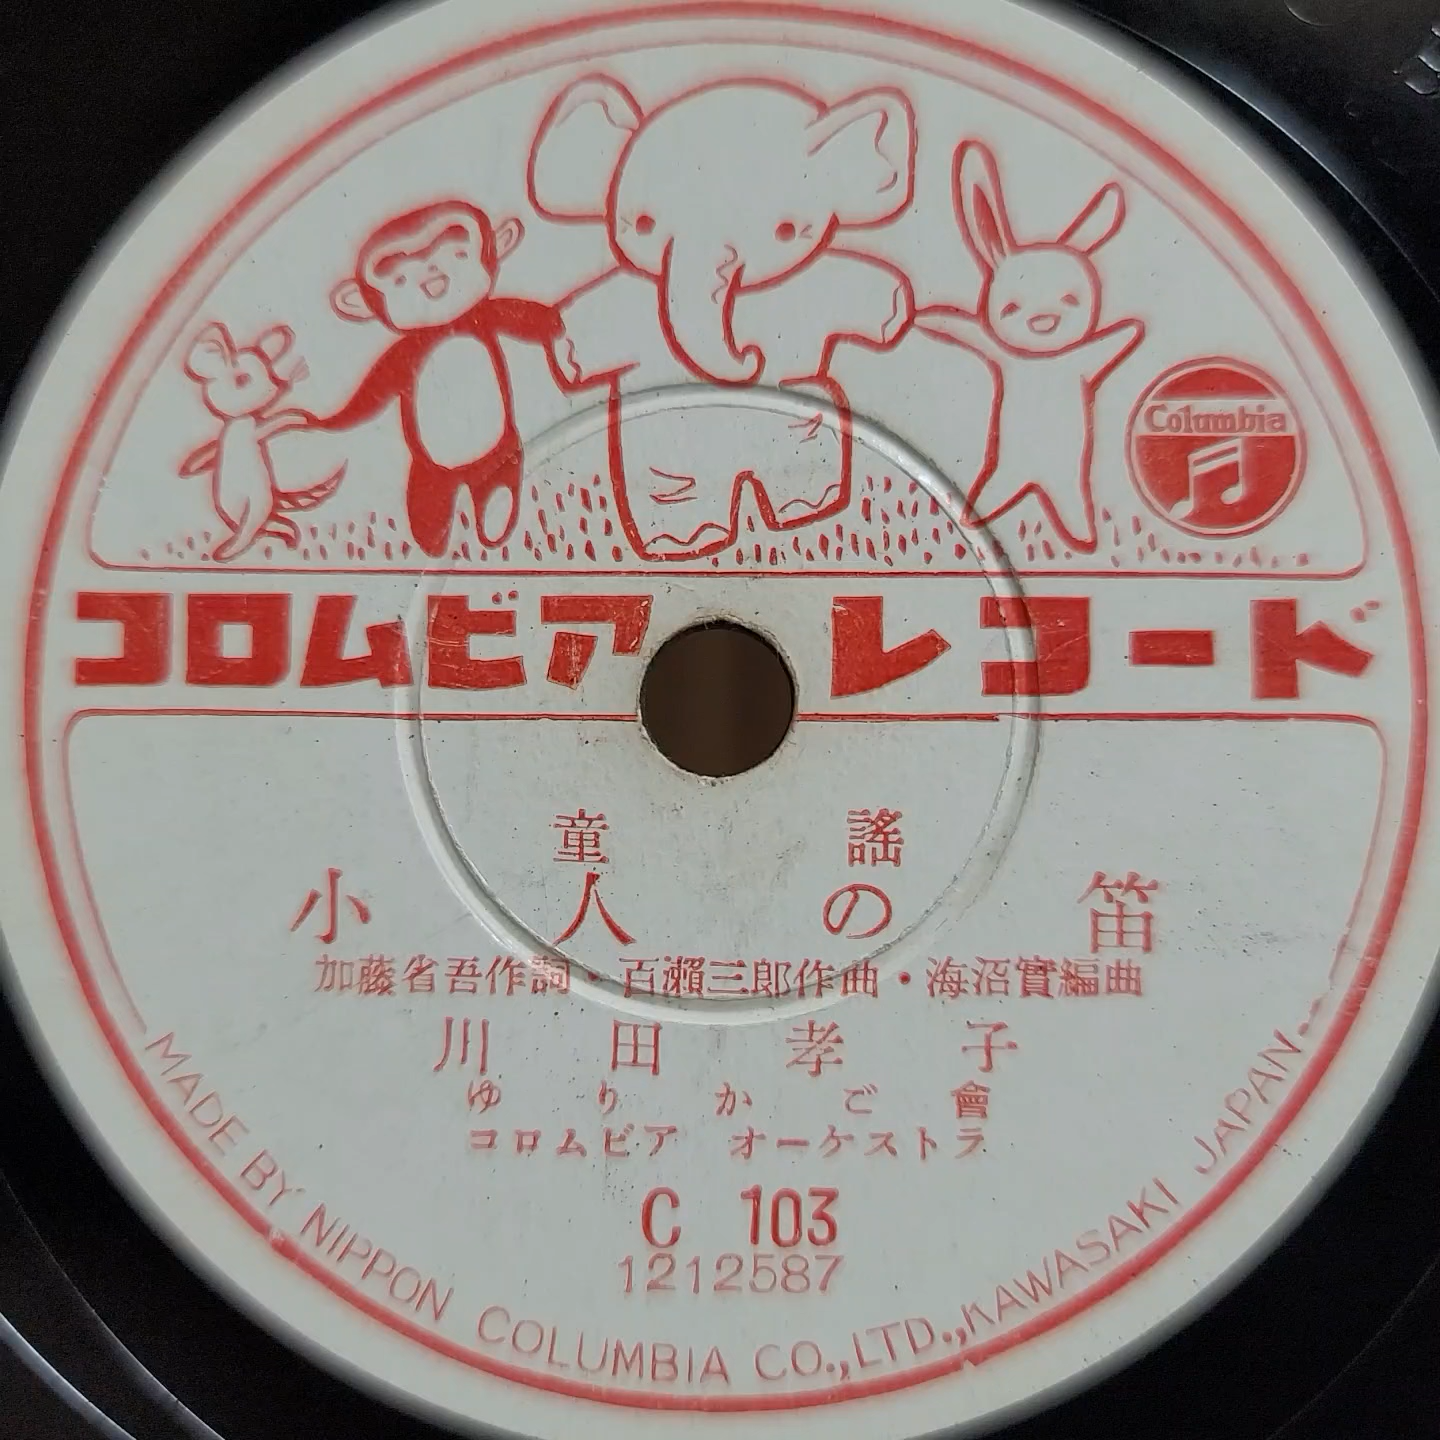 Columbia
コロムビア レコード
童謠
小人の笛
加藤省吾作詞・百瀬三郎作曲・海沼實編曲
川田孝子
ゆりかご會
コロムビア オーケストラ
C 103
1212587
MADE BY NIPPON COLUMBIA CO., LTD., KAWASAKI JAPAN.